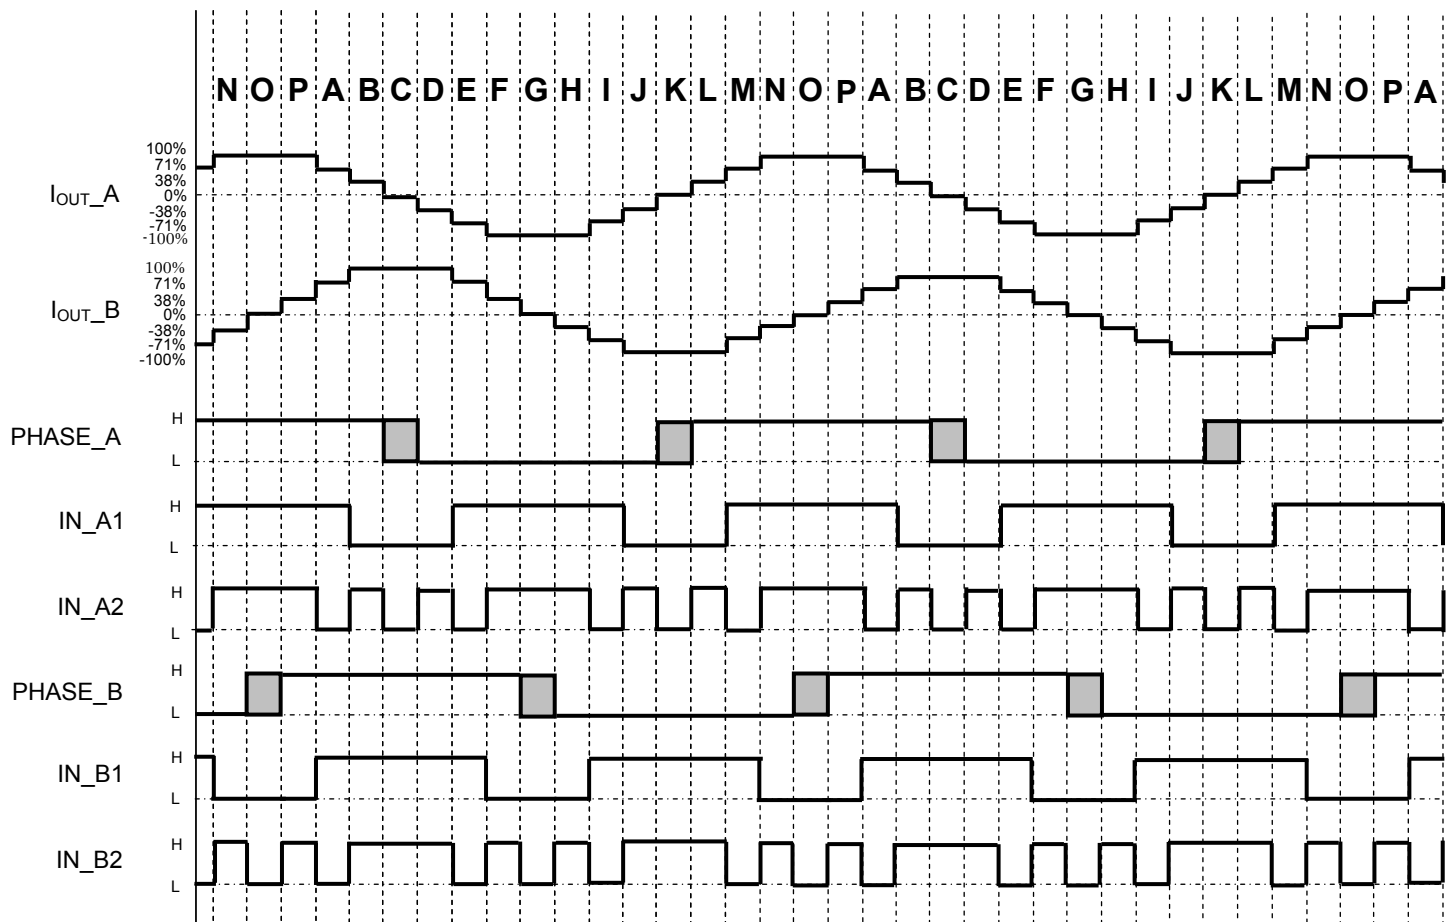 N O P A B C D E F G H I J K L M N O P A B C D E F G H I J K L M N O P A
100%
71%
38%
0%
-38%
-71%
-100%
IOUT_A
100%
71%
38%
0%
-38%
-71%
-100%
IOUT_B
H
PHASE_A
L
H
IN_A1
L
H
IN_A2
L
H
PHASE_B
L
H
IN_B1
L
H
IN_B2
L